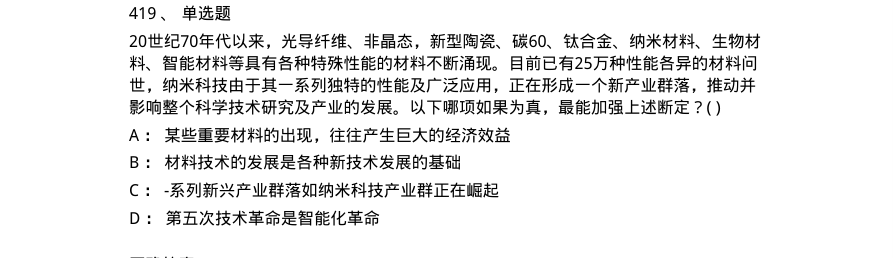 419 、 单选题
20世纪70年代以来，光导纤维、非晶态，新型陶瓷、碳60、钛合金、纳米材料、生物材
料、智能材料等具有各种特殊性能的材料不断涌现。目前已有25万种性能各异的材料问
世，纳米科技由于其一系列独特的性能及广泛应用，正在形成一个新产业群落，推动并
影响整个科学技术研究及产业的发展。以下哪项如果为真，最能加强上述断定？( )
A ： 某些重要材料的出现，往往产生巨大的经济效益
B ： 材料技术的发展是各种新技术发展的基础
C ： -系列新兴产业群落如纳米科技产业群正在崛起
D ： 第五次技术革命是智能化革命